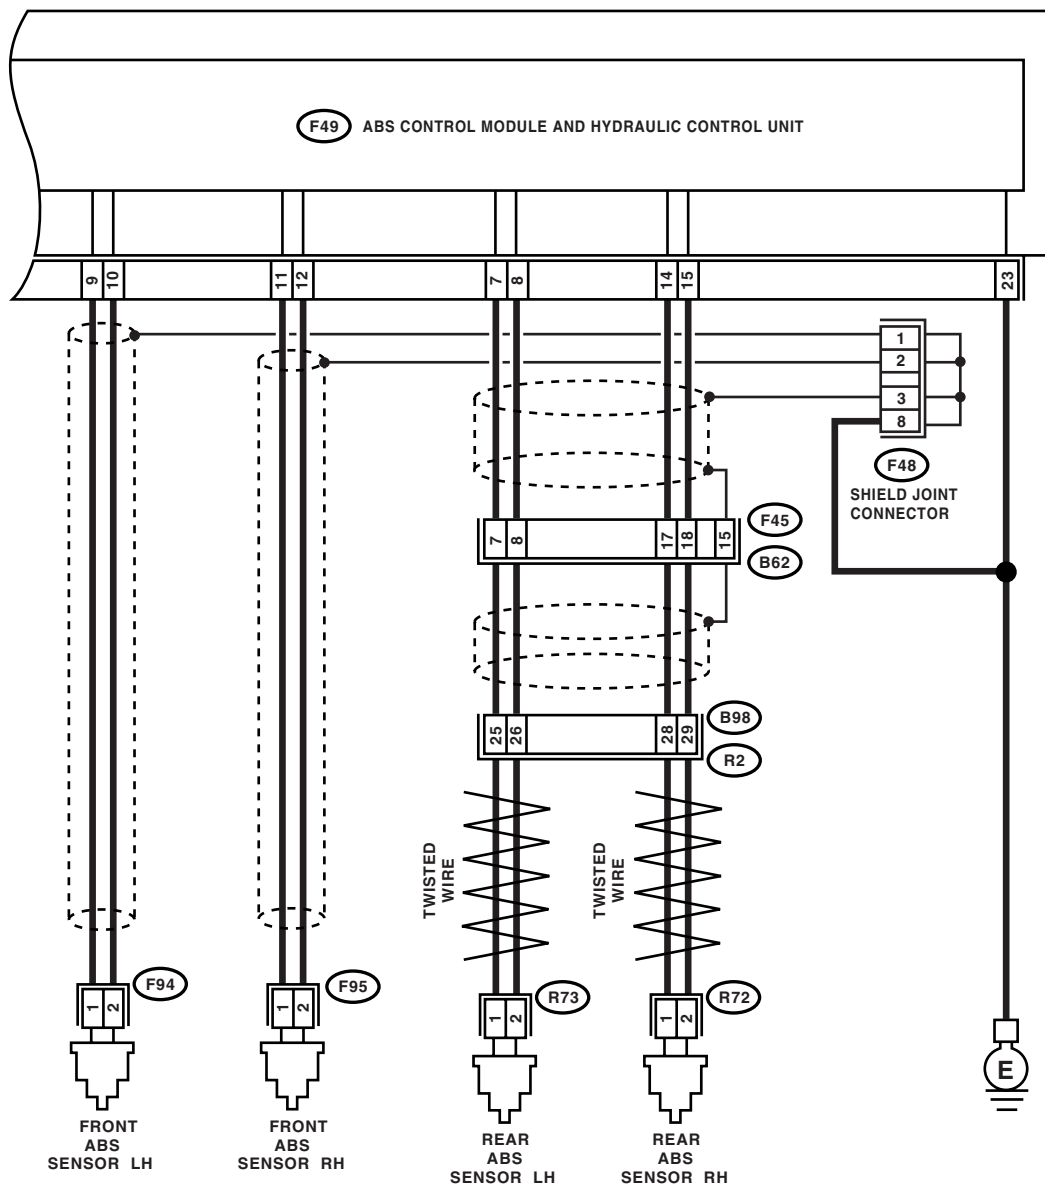 F49 ABS CONTROL MODULE AND HYDRAULIC CONTROL UNIT
9 10 11 12 7 8 14 15 23
1
2
3
8
F48
SHIELD JOINT
CONNECTOR
7 8 17 18 15
F45
B62
25 26 28 29
B98
R2
TWISTED
WIRE
TWISTED
WIRE
F94
1 2
F95
1 2
R73
1 2
R72
1 2
E
FRONT
ABS
SENSOR LH
FRONT
ABS
SENSOR RH
REAR
ABS
SENSOR LH
REAR
ABS
SENSOR RH